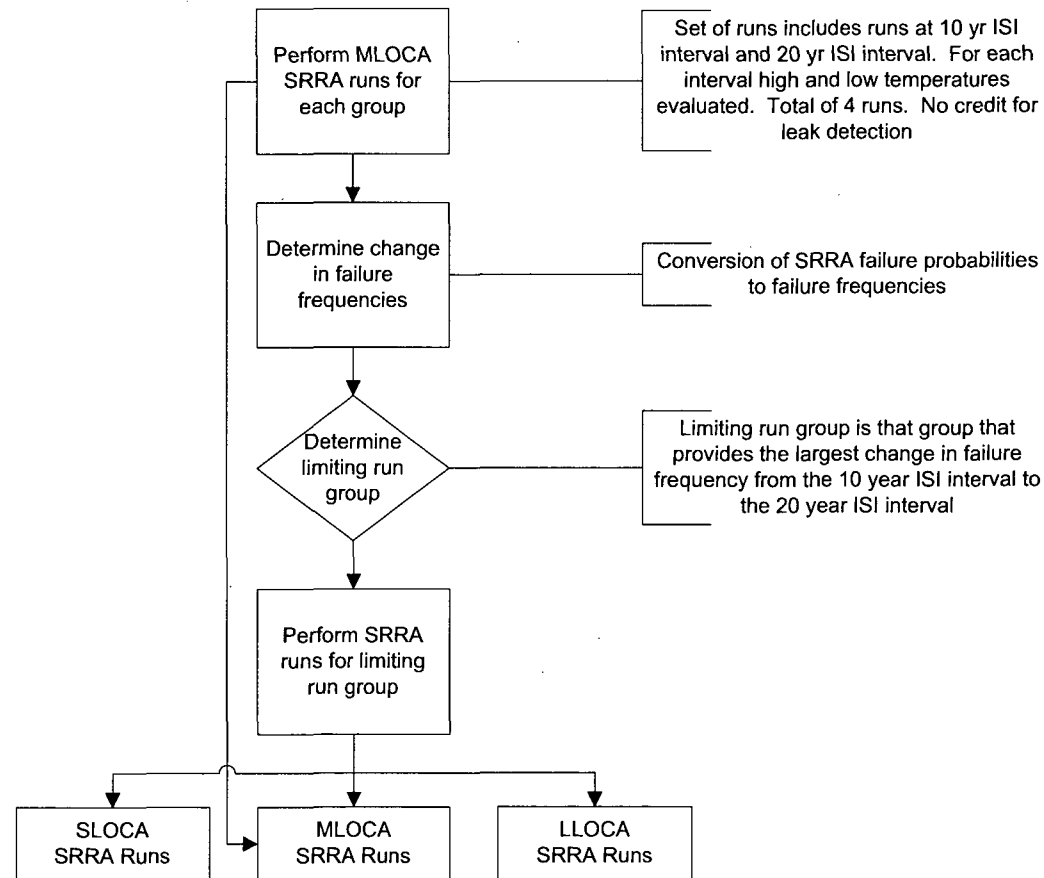 Perform MLOCA
SRRA runs for
each group
Set of runs includes runs at 10 yr ISI
interval and 20 yr ISI interval. For each
interval high and low temperatures
evaluated. Total of 4 runs. No credit for
leak detection
Determine change
in failure
frequencies
Conversion of SRRA failure probabilities
to failure frequencies
Determine
limiting run
group
Limiting run group is that group that
provides the largest change in failure
frequency from the 10 year ISI interval to
the 20 year ISI interval
Perform SRRA
runs for limiting
run group
SLOCA
SRRA Runs
MLOCA
SRRA Runs
LLOCA
SRRA Runs